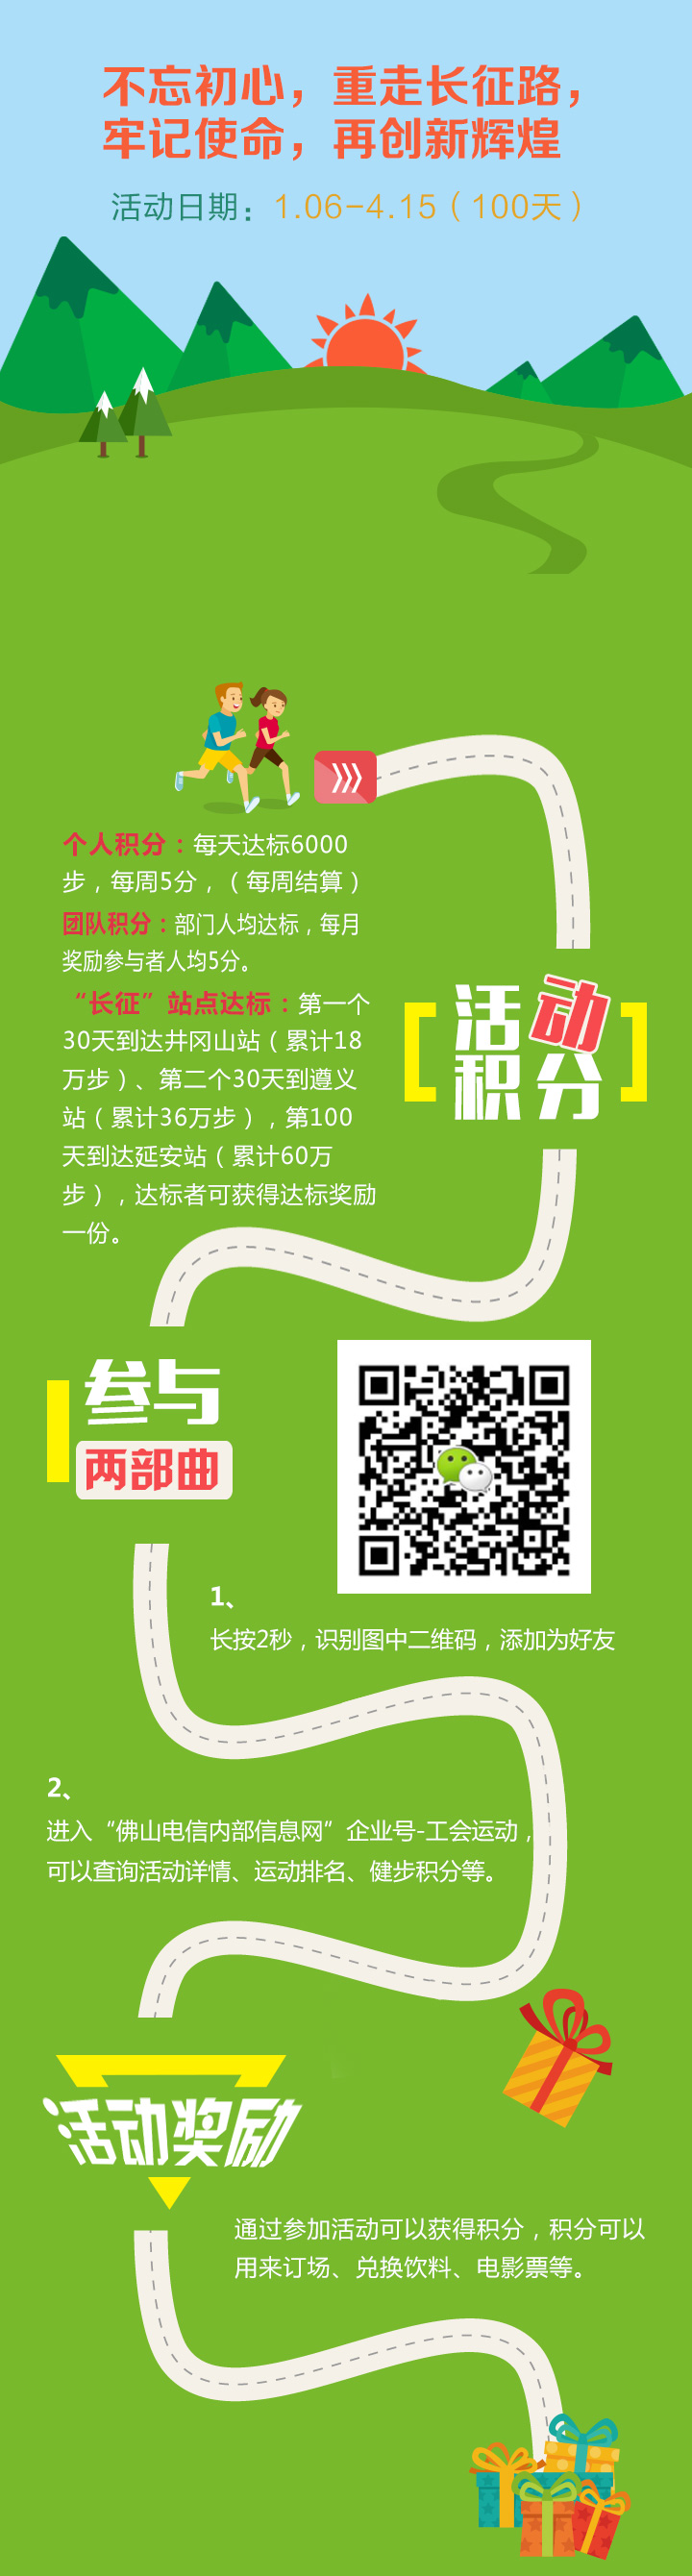 不忘初心，重走长征路，
牢记使命，再创新辉煌
活动日期：1.06-4.15（100天）
个人积分：每天达标6000
步，每周5分，（每周结算）
团队积分：部门人均达标，每月
奖励参与者人均5分。
“长征”站点达标：第一个
30天到达井冈山站（累计18
万步）、第二个30天到遵义
站（累计36万步），第100
天到达延安站（累计60万
步），达标者可获得达标奖励
一份。
活动
积分
参与
两部曲
1、
长按2秒，识别图中二维码，添加为好友
2、
进入“佛山电信内部信息网”企业号-工会运动，
可以查询活动详情、运动排名、健步积分等。
活动奖励
通过参加活动可以获得积分，积分可以
用来订场、兑换饮料、电影票等。